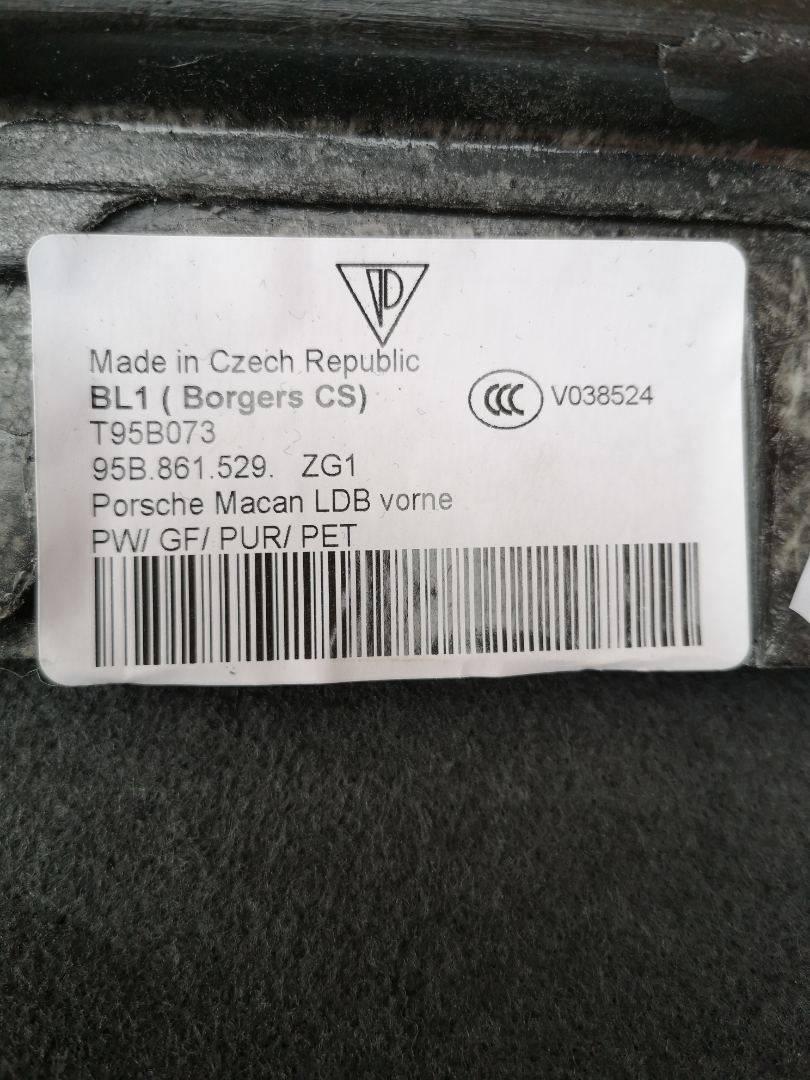 Made in Czech Republic
BL1 ( Borgers CS)
CCC V038524
T95B073
95B.861.529. ZG1
Porsche Macan LDB vorne
PW/ GF/ PUR/ PET